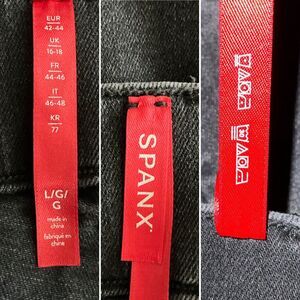 EUR
42-44
UK
16-18
FR
44-46
IT
46-48
KR
77
L/G/
G
made in
china
fabriqué en
chine
SPANX